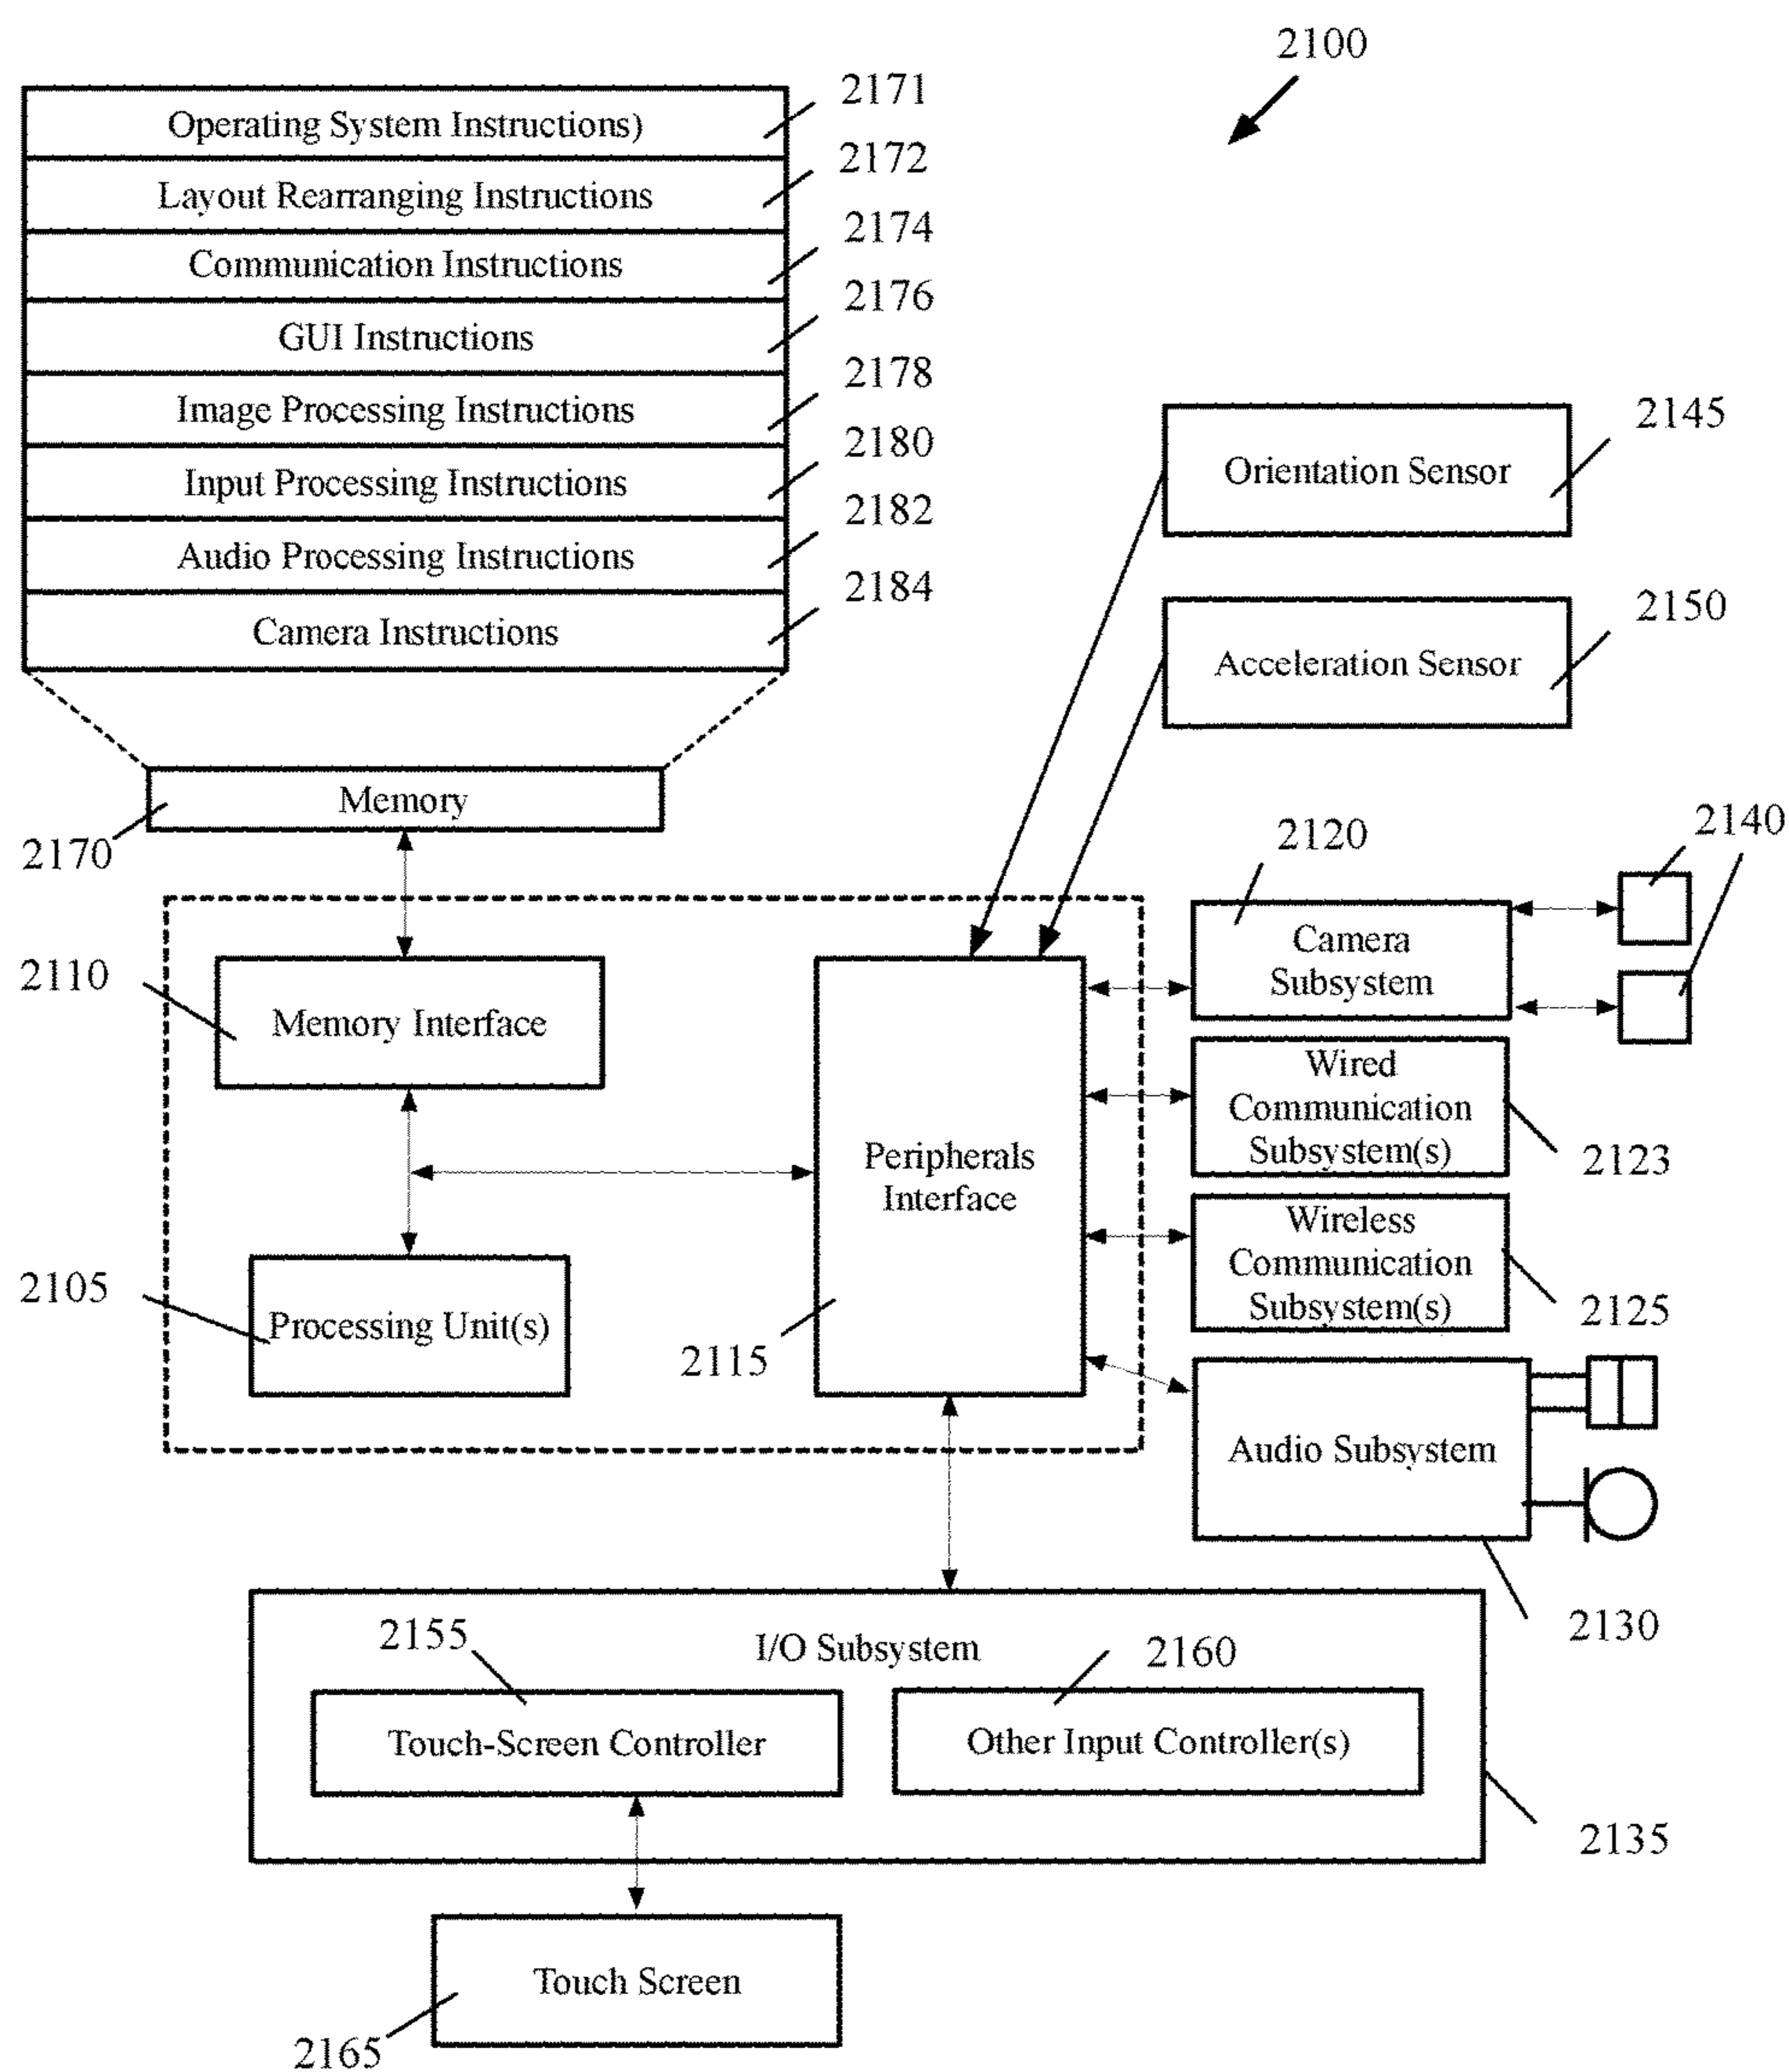 2100
Operating System Instructions)
2171
Layout Rearranging Instructions
2172
Communication Instructions
2174
GUI Instructions
2176
Image Processing Instructions
2178
Input Processing Instructions
2180
Audio Processing Instructions
2182
Camera Instructions
2184
Orientation Sensor
2145
Acceleration Sensor
2150
Memory
2170
2120
2140
Camera
Subsystem
2110
Memory Interface
Wired
Communication
Subsystem(s)
2123
Peripherals
Interface
2115
Wireless
Communication
Subsystem(s)
2125
2105
Processing Unit(s)
Audio Subsystem
2130
I/O Subsystem
2155
2160
Touch-Screen Controller
Other Input Controller(s)
2135
Touch Screen
2165